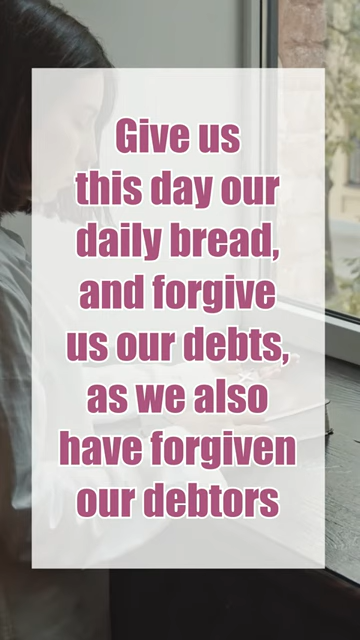 Give us
this day our
daily bread,
and forgive
us our debts,
as we also
have forgiven
our debtors